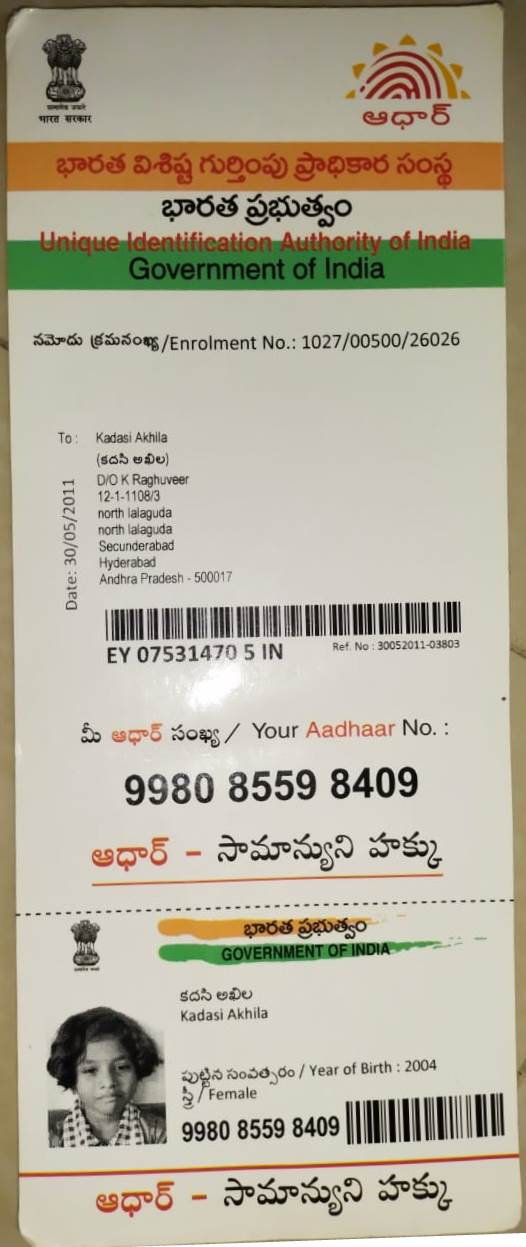 भारत सरकार
ఆధార్
భారత విశిష్ట గుర్తింపు ప్రాధికార సంస్థ
భారత ప్రభుత్వం
Unique Identification Authority of India
Government of India
నమోదు క్రమసంఖ్య/Enrolment No.: 1027/00500/26026
To : Kadasi Akhila
(కదసి అఖిల)
D/O K Raghuveer
12-1-1108/3
north lalaguda
north lalaguda
Secunderabad
Hyderabad
Andhra Pradesh - 500017
Date: 30/05/2011
EY 07531470 5 IN
Ref. No : 30052011-03803
మీ ఆధార్ సంఖ్య / Your Aadhaar No. :
9980 8559 8409
ఆధార్ – సామాన్యుని హక్కు
భారత ప్రభుత్వం
GOVERNMENT OF INDIA
కదసి అఖిల
Kadasi Akhila
పుట్టిన సంవత్సరం / Year of Birth : 2004
స్త్రీ / Female
9980 8559 8409
ఆధార్ – సామాన్యుని హక్కు